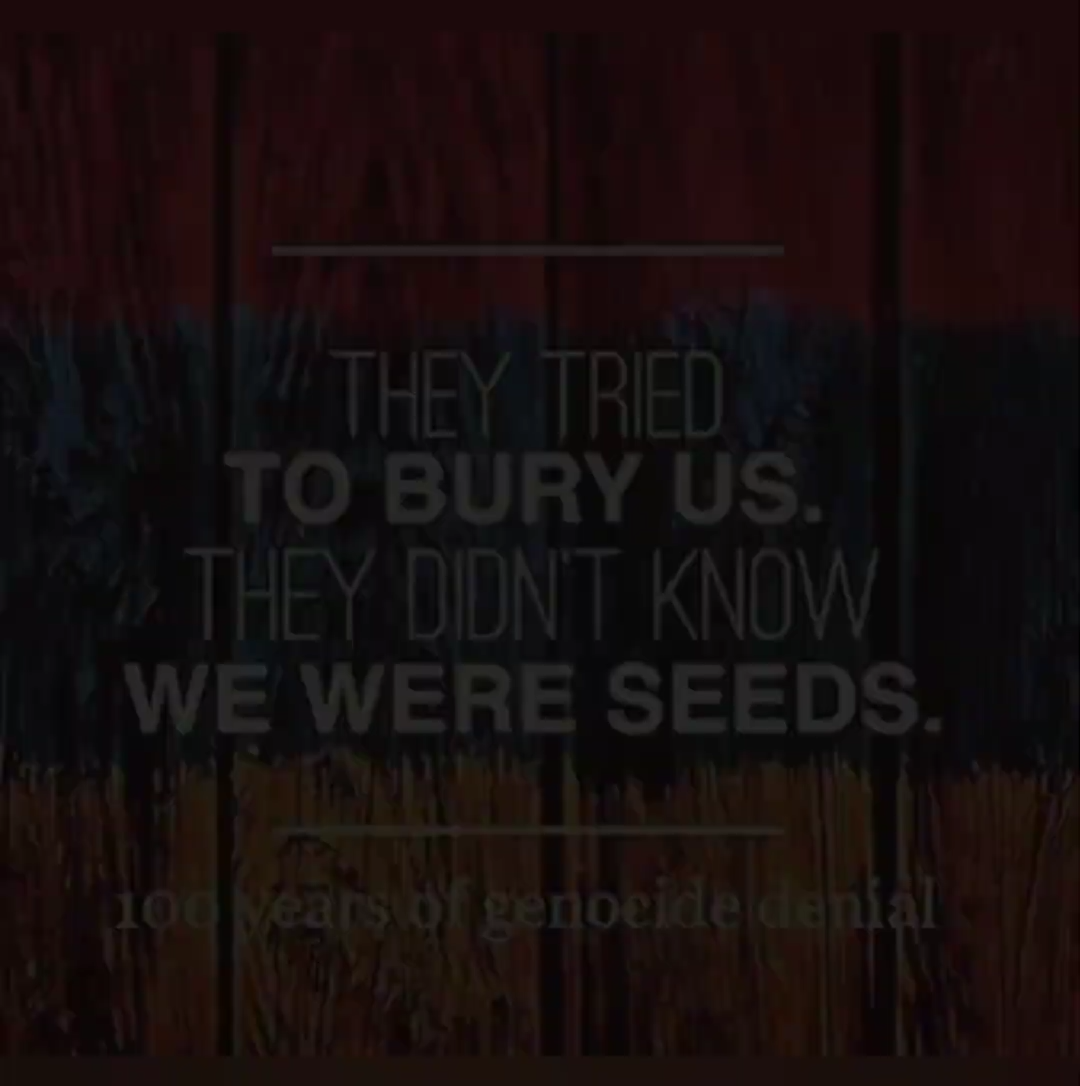 THEY TRIED
TO BURY US.
THEY DIDN'T KNOW
WE WERE SEEDS.
100 years of genocide denial